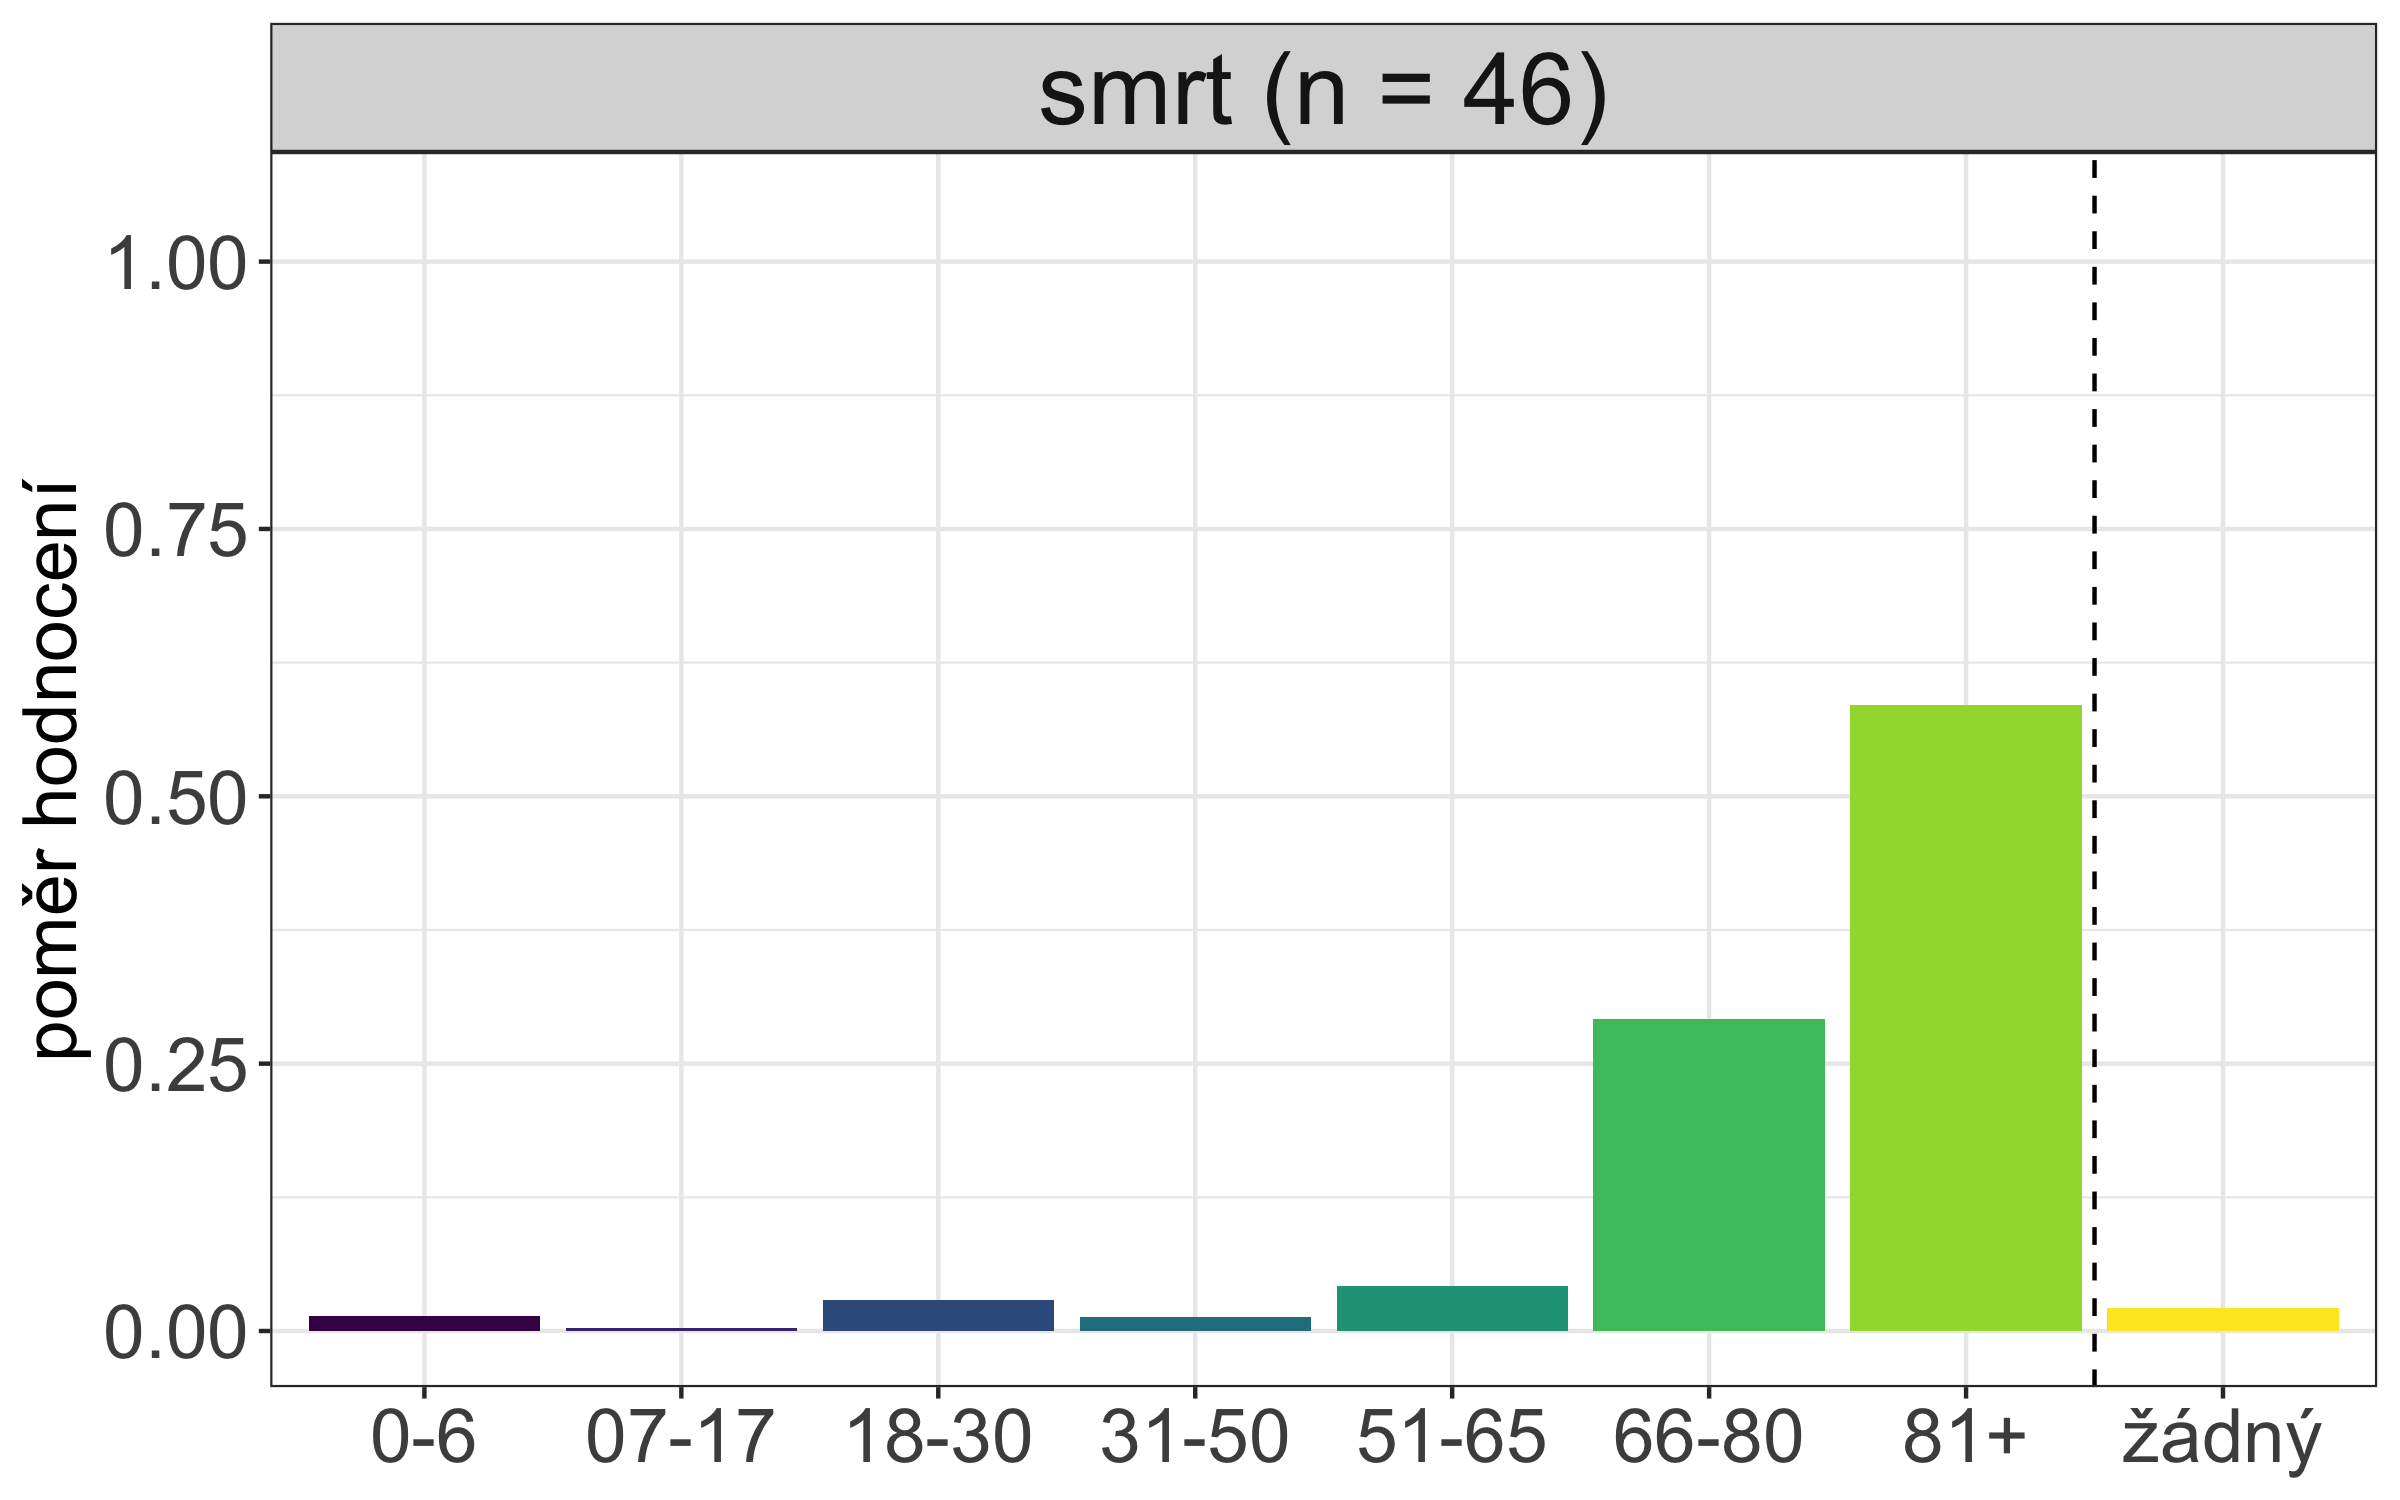 smrt (n = 46)
poměr hodnocení
1.00
0.75
0.50
0.25
0.00
0-6 07-17 18-30 31-50 51-65 66-80 81+ žádný